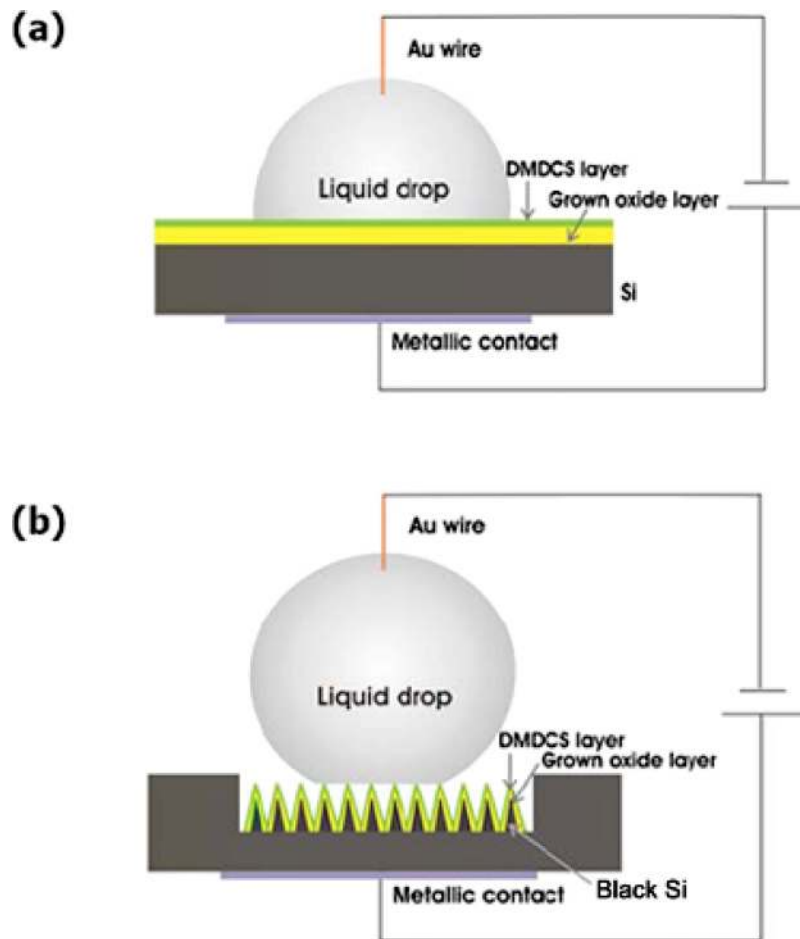 (a)
Au wire
Liquid drop
DMDCS layer
Grown oxide layer
Si
Metallic contact
(b)
Au wire
Liquid drop
DMDCS layer
Grown oxide layer
Metallic contact
Black Si